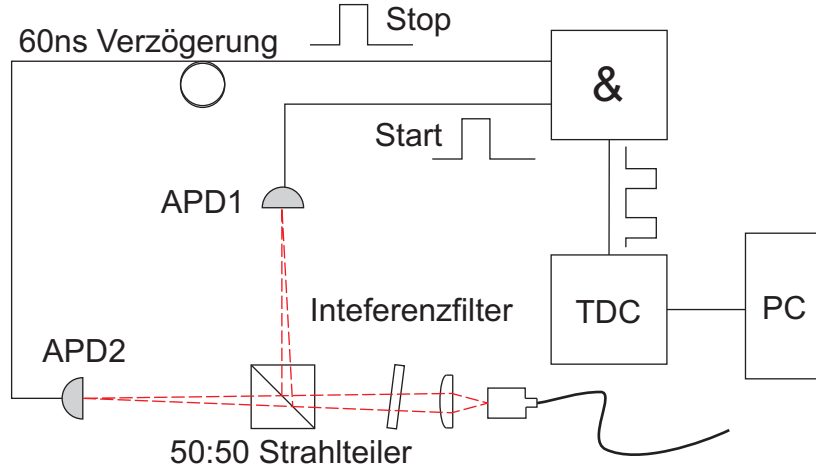 60ns Verzögerung
Stop
&
Start
APD1
Inteferenzfilter
TDC
PC
APD2
50:50 Strahlteiler